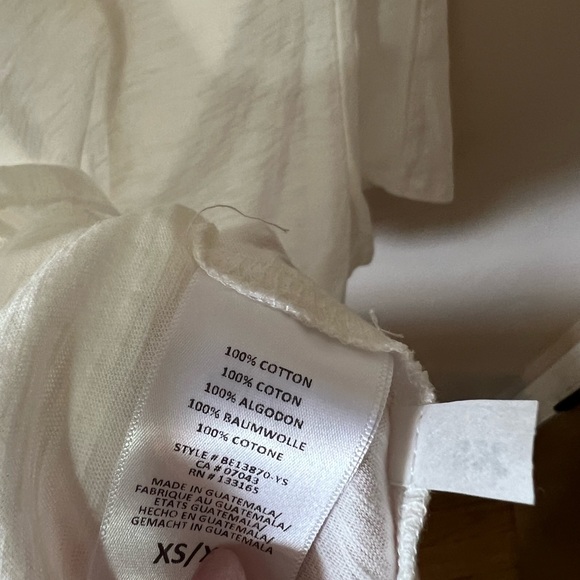 100% COTTON
100% COTON
100% ALGODON
100% BAUMWOLLE
100% COTONE
STYLE # BE13870-YS
CA # 07043
RN # 133165
MADE IN GUATEMALA/
FABRIQUE AU GUATEMALA/
ETATS GUATEMALA/
HECHO EN GUATEMALA/
GEMACHT IN GUATEMALA
XS/